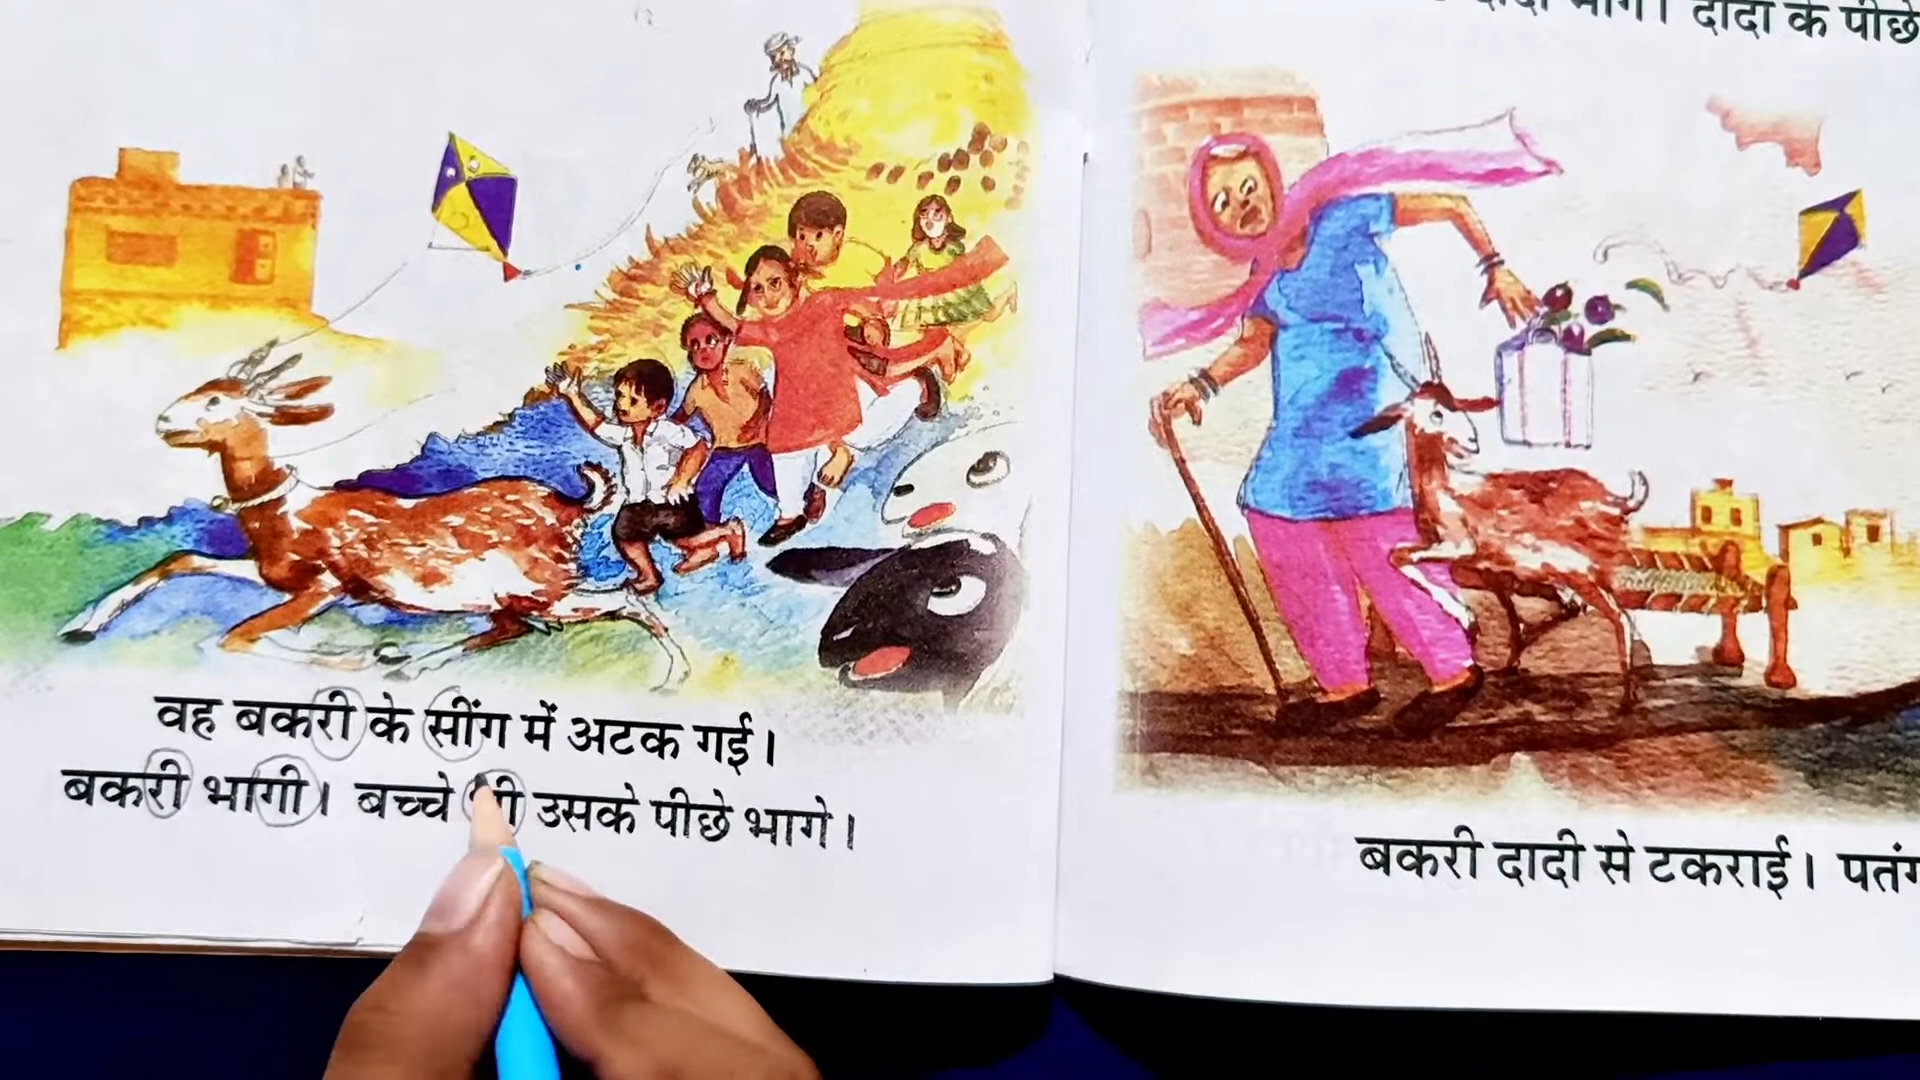 वह बकरी के सींग में अटक गई।
बकरी भागी। बच्चे भी उसके पीछे भागे।
दादी भागीं। दादी के पीछे
बकरी दादी से टकराई। पतंग